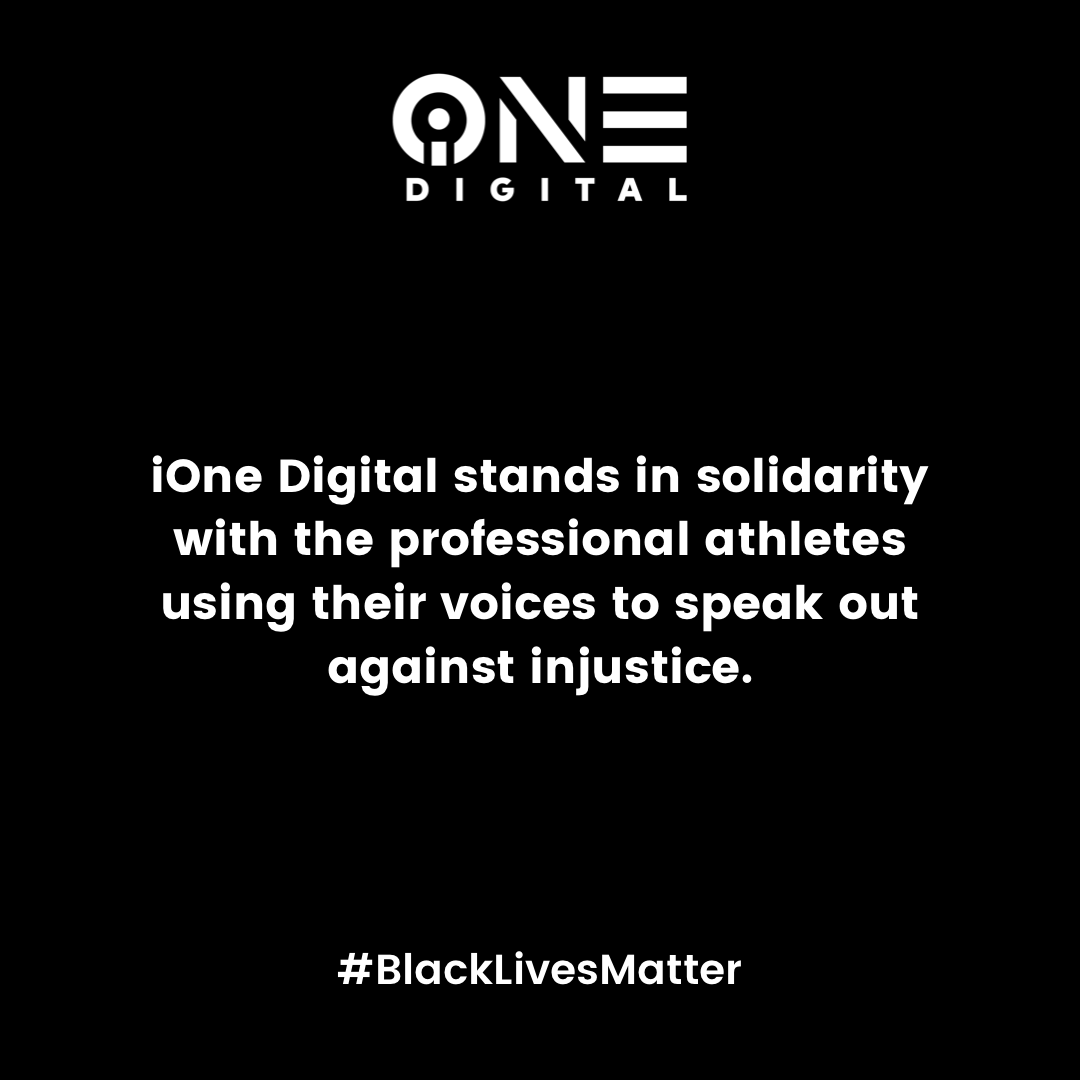 iONE
DIGITAL
iOne Digital stands in solidarity
with the professional athletes
using their voices to speak out
against injustice.
#BlackLivesMatter